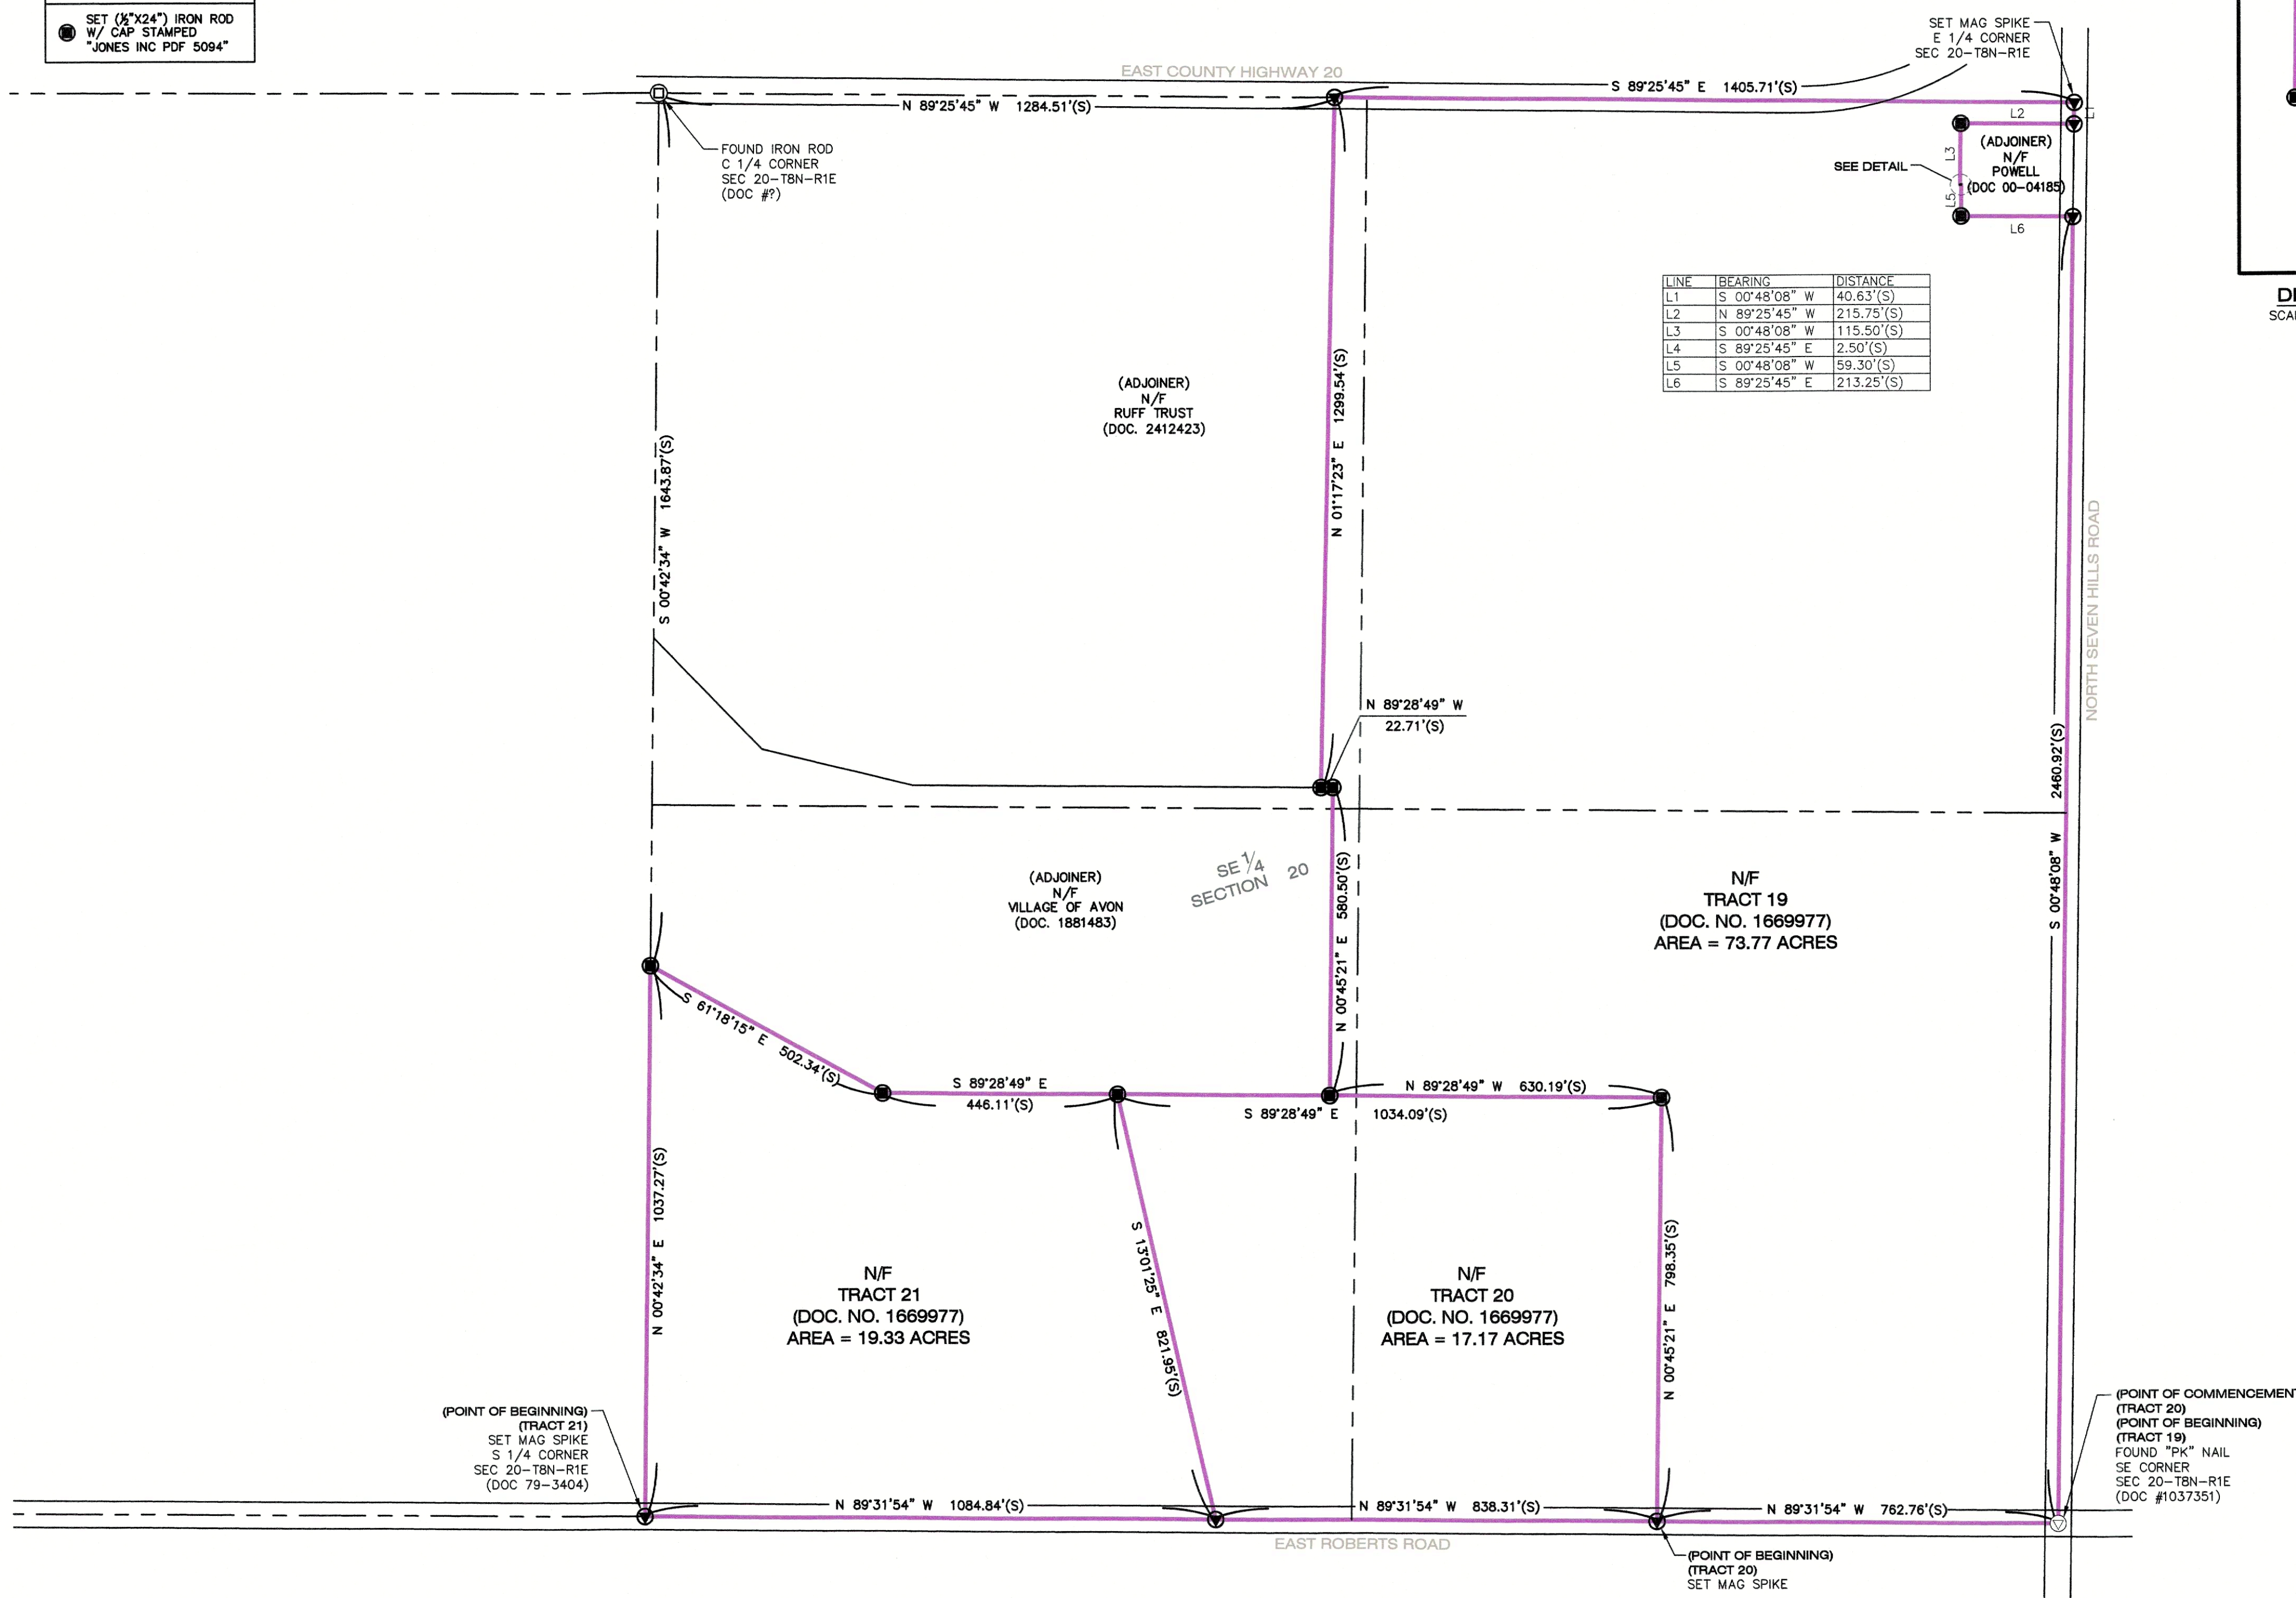 SET (½"X24") IRON ROD
W/ CAP STAMPED
"JONES INC PDF 5094"
SET MAG SPIKE
E 1/4 CORNER
SEC 20-T8N-R1E
EAST COUNTY HIGHWAY 20
S 89°25'45" E 1405.71'(S)
N 89°25'45" W 1284.51'(S)
FOUND IRON ROD
C 1/4 CORNER
SEC 20-T8N-R1E
(DOC #?)
L2
L3
SEE DETAIL
(ADJOINER)
N/F
POWELL
(DOC 00-04185)
L5
L6
LINE BEARING DISTANCE
L1 S 00°48'08" W 40.63'(S)
L2 N 89°25'45" W 215.75'(S)
L3 S 00°48'08" W 115.50'(S)
L4 S 89°25'45" E 2.50'(S)
L5 S 00°48'08" W 59.30'(S)
L6 S 89°25'45" E 213.25'(S)
SCA
(ADJOINER)
N/F
RUFF TRUST
(DOC. 2412423)
N 01°17'23" E 1299.54'(S)
S 00°42'34" W 1643.87'(S)
NORTH SEVEN HILLS ROAD
N 89°28'49" W
22.71'(S)
S 00°48'08" W 2460.92'(S)
SE 1/4
SECTION 20
(ADJOINER)
N/F
VILLAGE OF AVON
(DOC. 1881483)
N 00°45'21" E 580.50'(S)
N/F
TRACT 19
(DOC. NO. 1669977)
AREA = 73.77 ACRES
S 61°18'15" E 502.34'(S)
S 89°28'49" E
446.11'(S)
N 89°28'49" W 630.19'(S)
S 89°28'49" E 1034.09'(S)
N 00°42'34" E 1037.27'(S)
S 13°01'25" E 821.95'(S)
N 00°45'21" E 798.35'(S)
N/F
TRACT 21
(DOC. NO. 1669977)
AREA = 19.33 ACRES
N/F
TRACT 20
(DOC. NO. 1669977)
AREA = 17.17 ACRES
(POINT OF BEGINNING)
(TRACT 21)
SET MAG SPIKE
S 1/4 CORNER
SEC 20-T8N-R1E
(DOC 79-3404)
(POINT OF COMMENCEMENT
(TRACT 20)
(POINT OF BEGINNING)
(TRACT 19)
FOUND "PK" NAIL
SE CORNER
SEC 20-T8N-R1E
(DOC #1037351)
N 89°31'54" W 1084.84'(S)
N 89°31'54" W 838.31'(S)
N 89°31'54" W 762.76'(S)
EAST ROBERTS ROAD
(POINT OF BEGINNING)
(TRACT 20)
SET MAG SPIKE